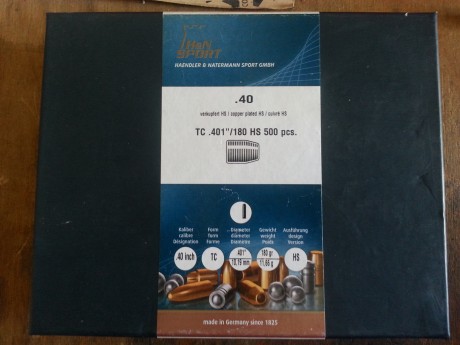 H&N
SPORT
HAENDLER & NATERMANN SPORT GMBH
.40
verkupfert HS / copper plated HS / cuivre HS
TC .401"/180 HS 500 pcs.
Kaliber Form Diameter Gewicht Ausführung
calibre form diameter weight design
Désignation Forme Diametre Poids Version
.40 inch TC .401" 180 gr HS
10,19 mm 11,66 g
made in Germany since 1825